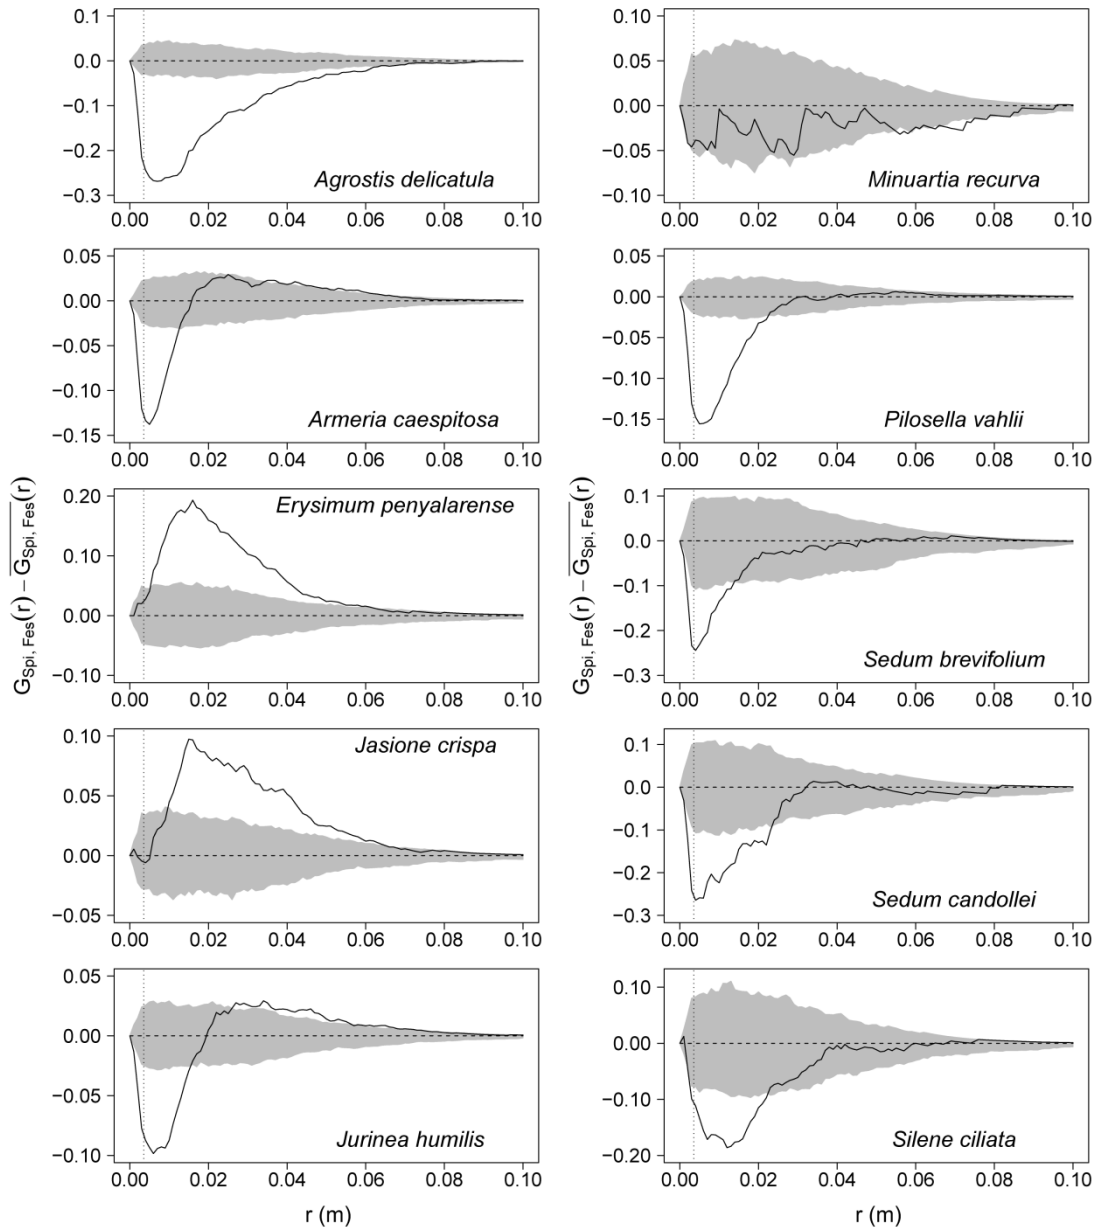 0.1
0.0
−0.1
−0.2
−0.3
Agrostis delicatula
0.00 0.02 0.04 0.06 0.08 0.10
0.10
0.05
0.00
−0.05
−0.10
Minuartia recurva
0.00 0.02 0.04 0.06 0.08 0.10
0.05
0.00
−0.05
−0.10
−0.15
Armeria caespitosa
0.00 0.02 0.04 0.06 0.08 0.10
0.05
0.00
−0.05
−0.10
−0.15
Pilosella vahlii
0.00 0.02 0.04 0.06 0.08 0.10
G_Spi, Fes(r) − G_Spi, Fes(r)
0.20
0.10
0.00
−0.10
Erysimum penyalarense
0.00 0.02 0.04 0.06 0.08 0.10
G_Spi, Fes(r) − G_Spi, Fes(r)
0.1
0.0
−0.1
−0.2
−0.3
Sedum brevifolium
0.00 0.02 0.04 0.06 0.08 0.10
0.10
0.05
0.00
−0.05
Jasione crispa
0.00 0.02 0.04 0.06 0.08 0.10
0.1
0.0
−0.1
−0.2
−0.3
Sedum candollei
0.00 0.02 0.04 0.06 0.08 0.10
0.05
0.00
−0.05
−0.10
Jurinea humilis
0.00 0.02 0.04 0.06 0.08 0.10
r (m)
0.10
0.00
−0.10
−0.20
Silene ciliata
0.00 0.02 0.04 0.06 0.08 0.10
r (m)